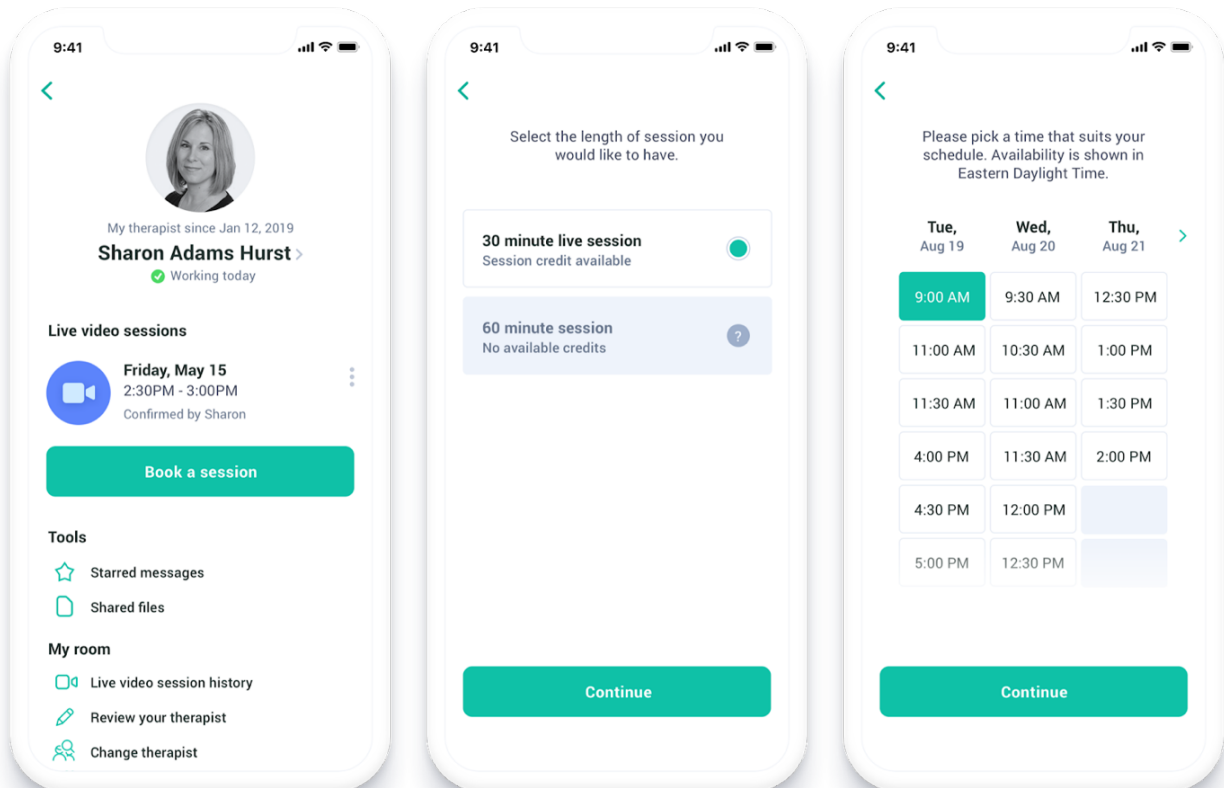 9:41
My therapist since Jan 12, 2019
Sharon Adams Hurst
Working today
Live video sessions
Friday, May 15
2:30PM - 3:00PM
Confirmed by Sharon
Book a session
Tools
Starred messages
Shared files
My room
Live video session history
Review your therapist
Change therapist
9:41
Select the length of session you
would like to have.
30 minute live session
Session credit available
60 minute session
No available credits
?
Continue
9:41
Please pick a time that suits your
schedule. Availability is shown in
Eastern Daylight Time.
Tue, Wed, Thu,
Aug 19 Aug 20 Aug 21
9:00 AM 9:30 AM 12:30 PM
11:00 AM 10:30 AM 1:00 PM
11:30 AM 11:00 AM 1:30 PM
4:00 PM 11:30 AM 2:00 PM
4:30 PM 12:00 PM
5:00 PM 12:30 PM
Continue